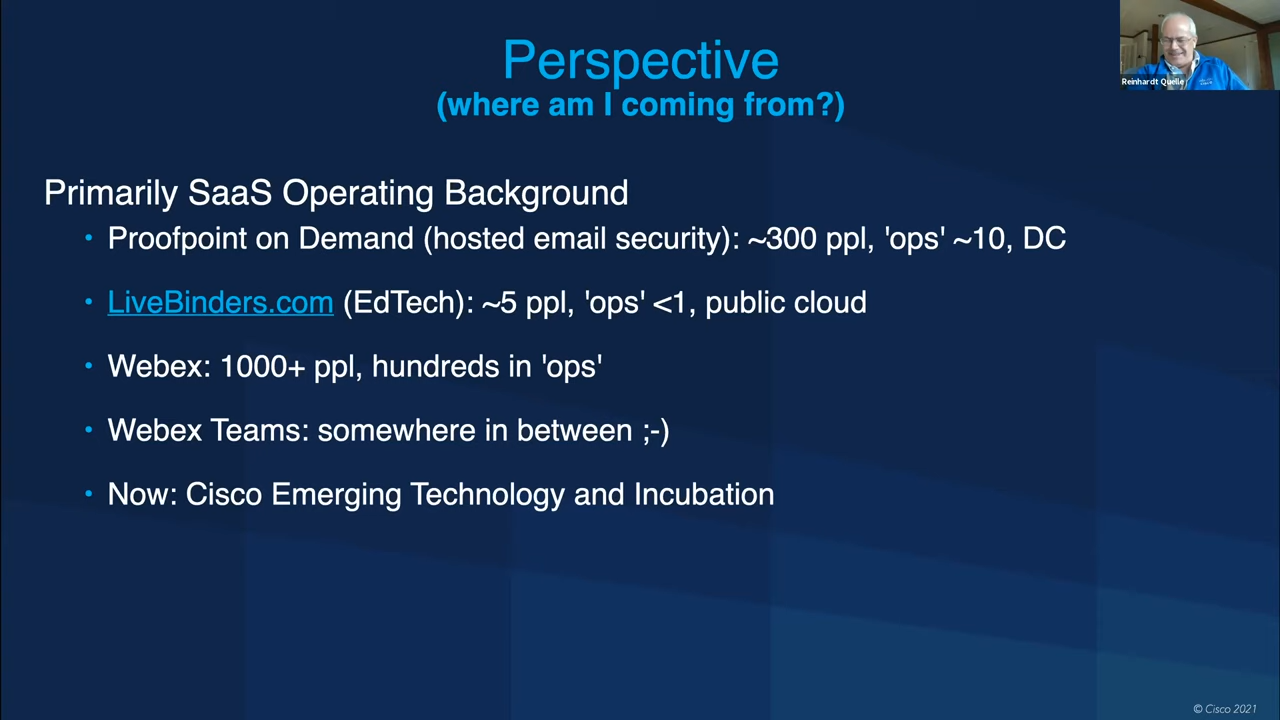 Perspective
(where am I coming from?)
Reinhardt Quelle
Primarily SaaS Operating Background
• Proofpoint on Demand (hosted email security): ~300 ppl, 'ops' ~10, DC
• LiveBinders.com (EdTech): ~5 ppl, 'ops' <1, public cloud
• Webex: 1000+ ppl, hundreds in 'ops'
• Webex Teams: somewhere in between ;-)
• Now: Cisco Emerging Technology and Incubation
© Cisco 2021